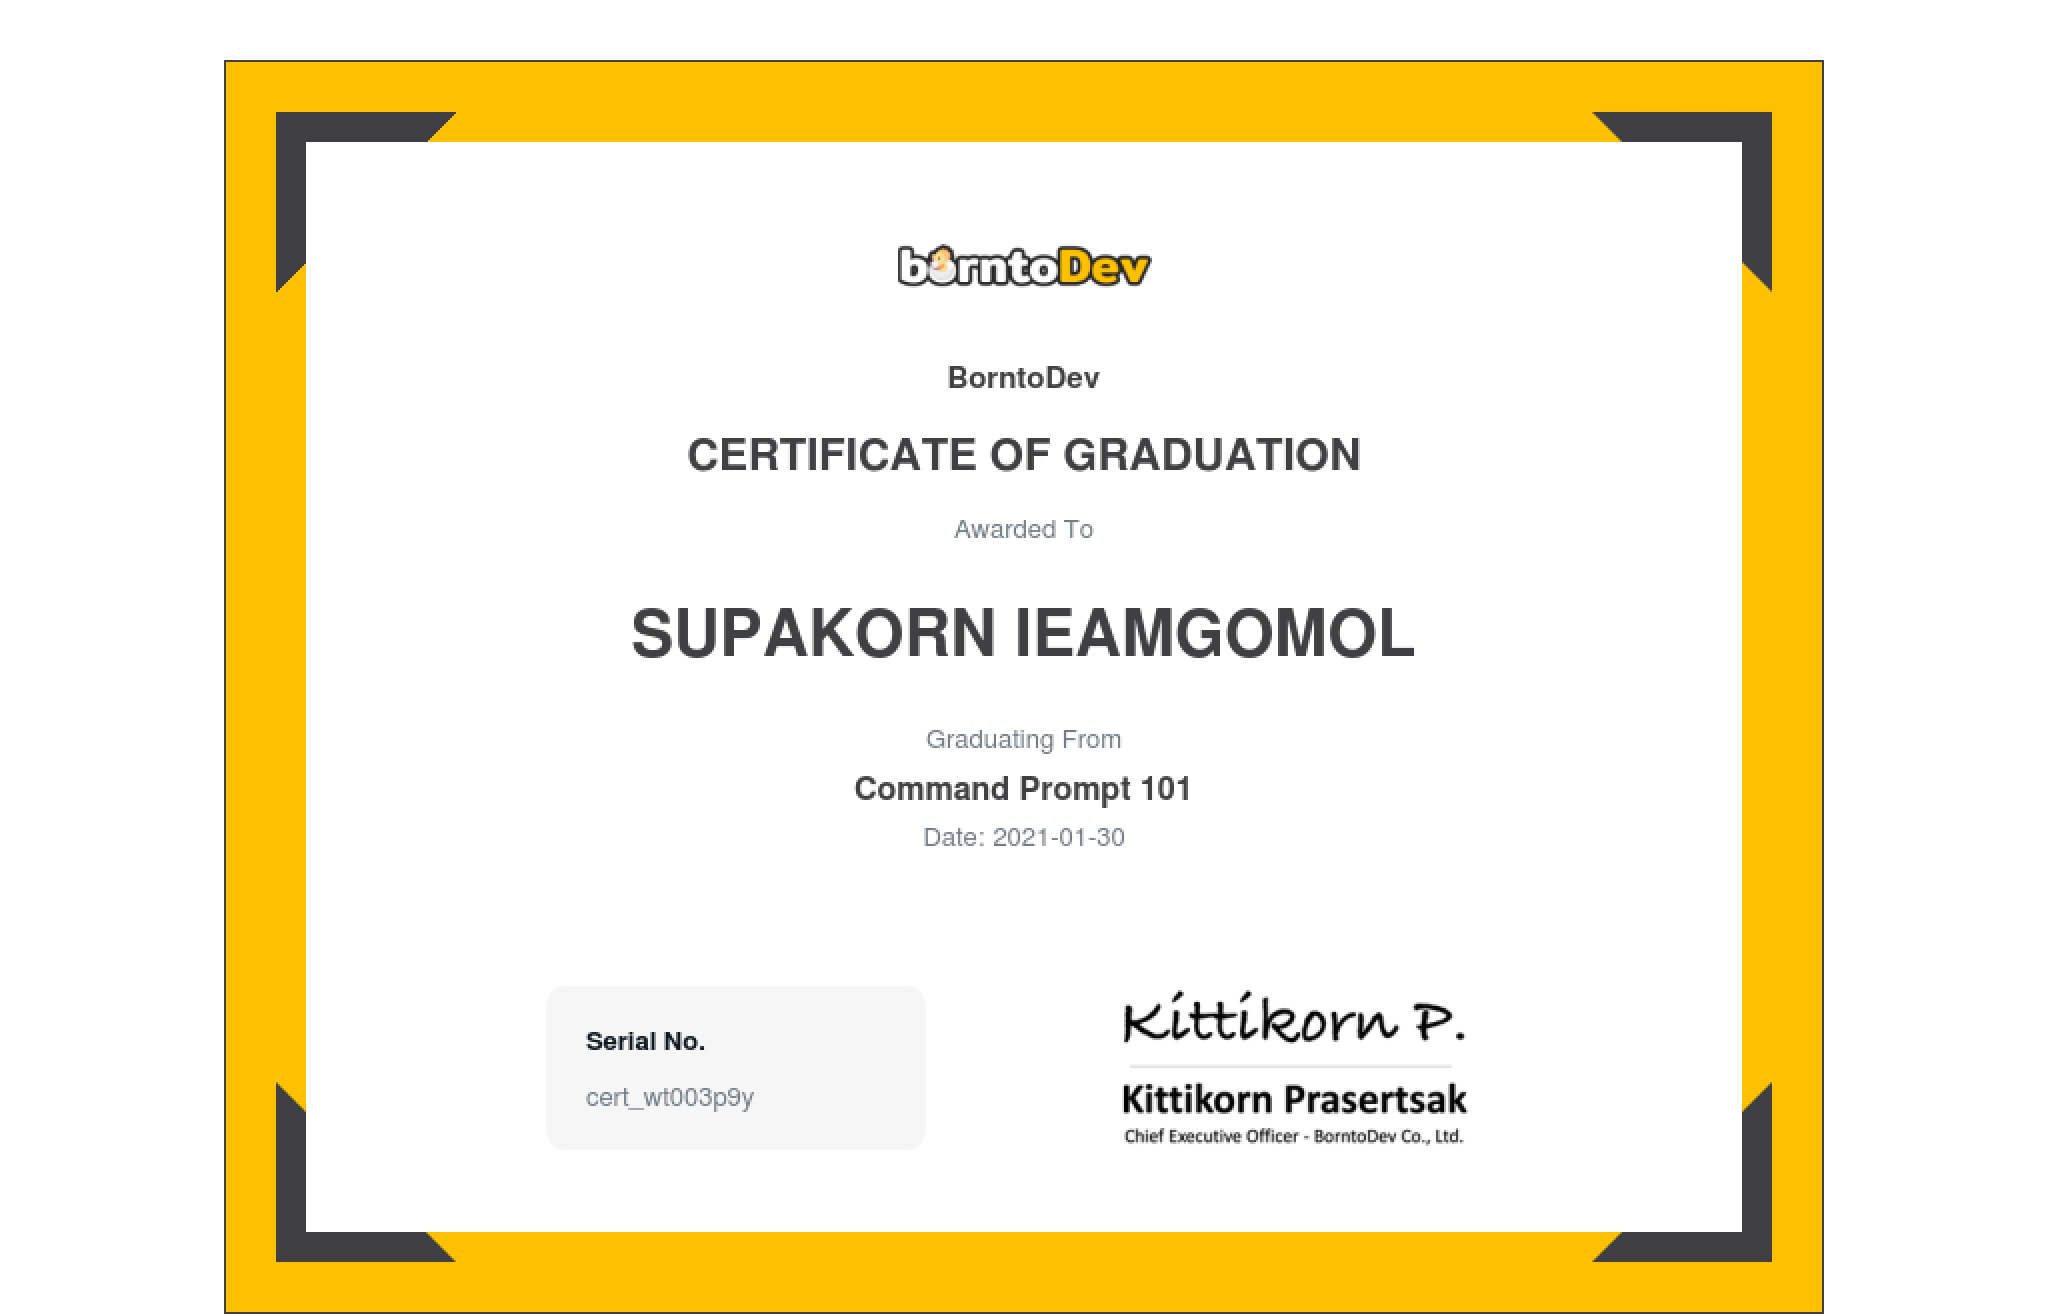 borntoDev
BorntoDev
CERTIFICATE OF GRADUATION
Awarded To
SUPAKORN IEAMGOMOL
Graduating From
Command Prompt 101
Date: 2021-01-30
Serial No.
cert_wt003p9y
Kittikorn P.
Kittikorn Prasertsak
Chief Executive Officer - BorntoDev Co., Ltd.